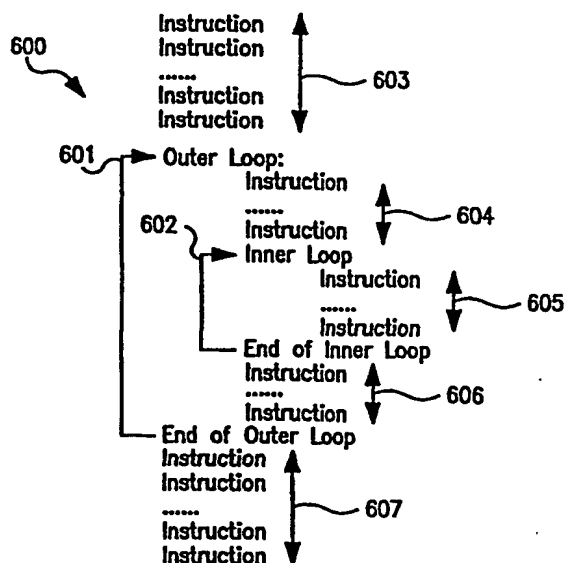 Instruction
Instruction
......
Instruction
Instruction
600
603
601
Outer Loop:
Instruction
......
Instruction
604
602
Inner Loop
Instruction
......
Instruction
605
End of Inner Loop
Instruction
......
Instruction
606
End of Outer Loop
Instruction
Instruction
......
Instruction
Instruction
607